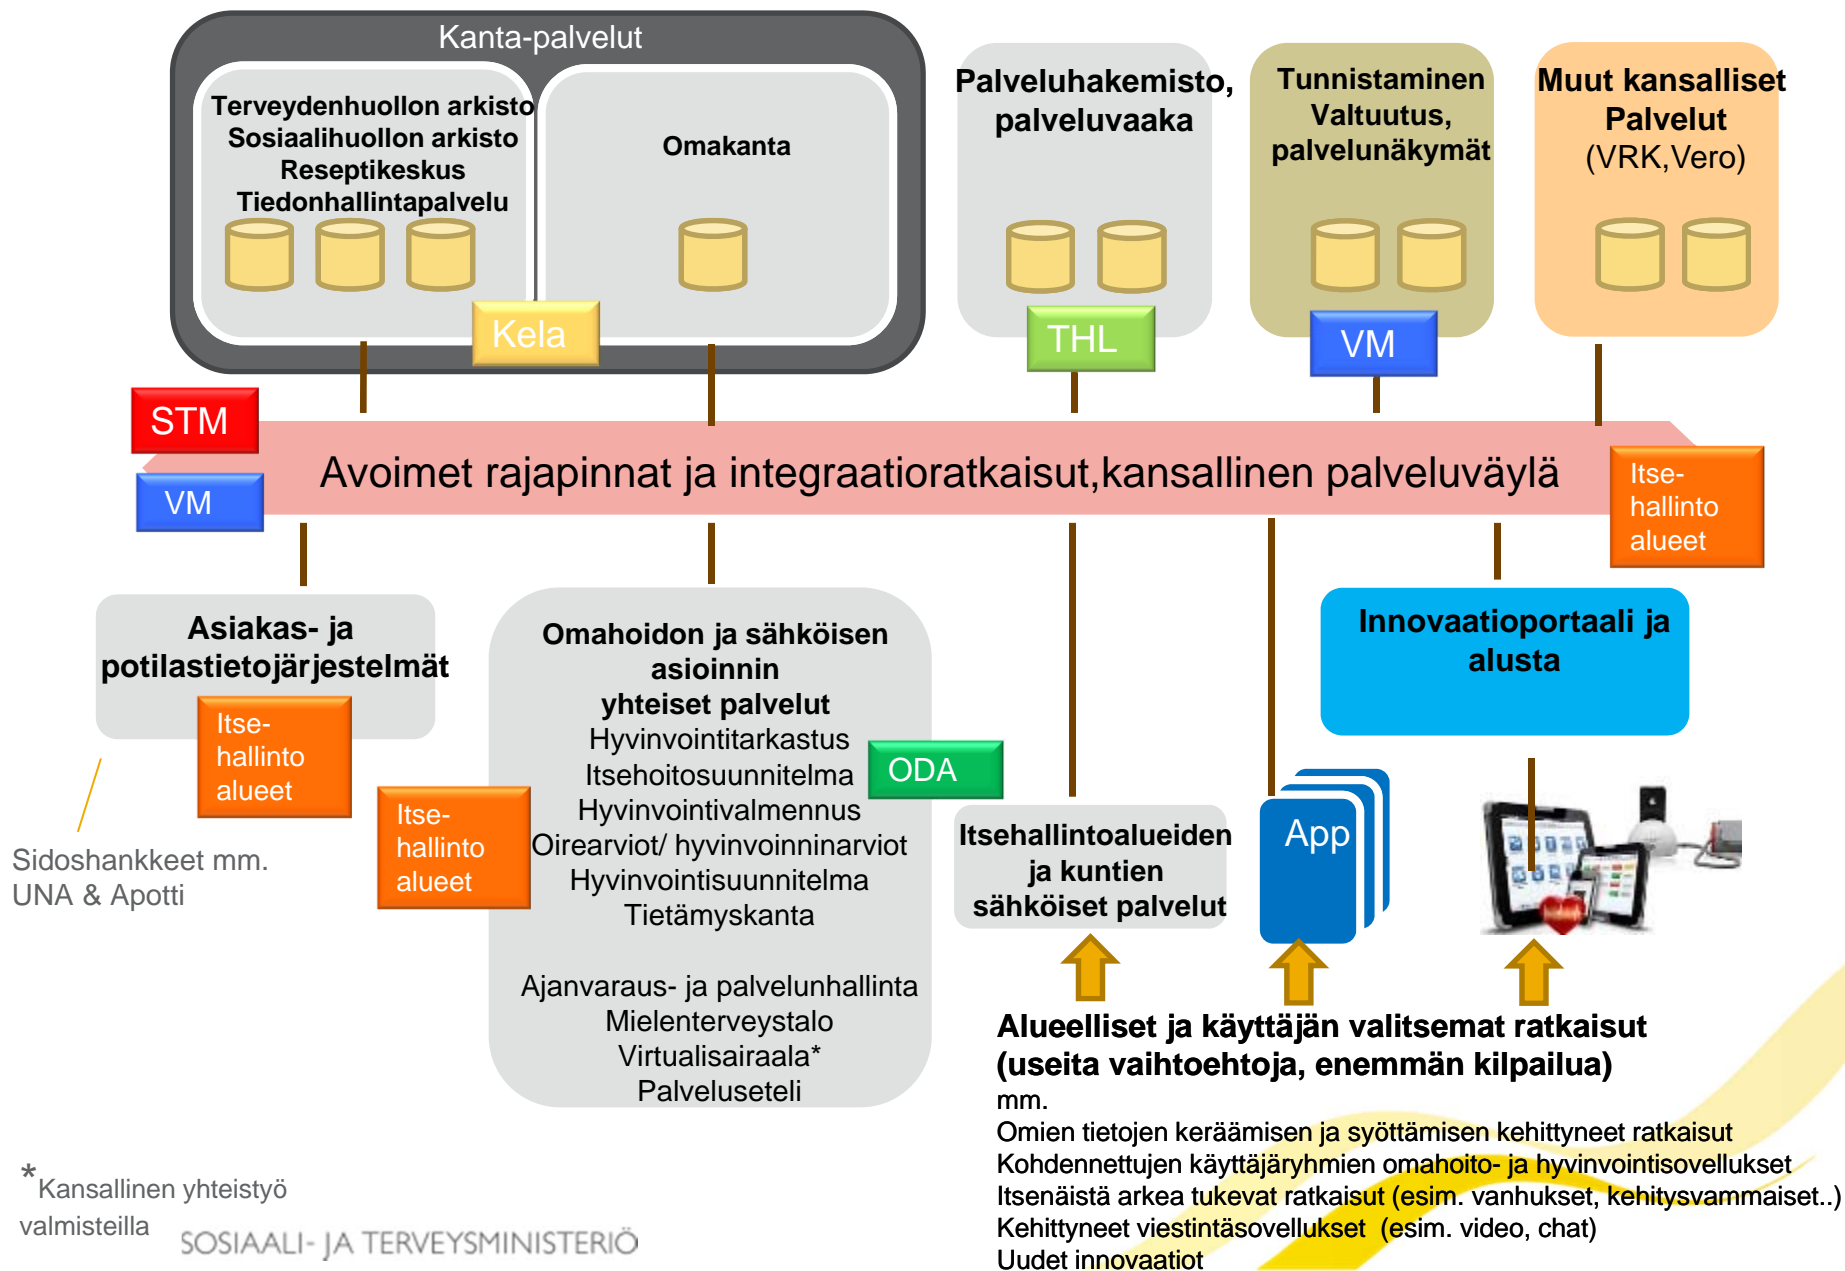 Kanta-palvelut
Terveydenhuollon arkisto
Sosiaalihuollon arkisto
Reseptikeskus
Tiedonhallintapalvelu
Omakanta
Kela
Palveluhakemisto,
palveluvaaka
THL
Tunnistaminen
Valtuutus,
palvelunäkymät
VM
Muut kansalliset
Palvelut
(VRK,Vero)
STM
VM
Avoimet rajapinnat ja integraatioratkaisut,kansallinen palveluväylä
Itse-
hallinto
alueet
Asiakas- ja
potilastietojärjestelmät
Itse-
hallinto
alueet
Sidoshankkeet mm.
UNA & Apotti
Omahoidon ja sähköisen
asioinnin
yhteiset palvelut
Hyvinvointitarkastus
Itsehoitosuunnitelma
Hyvinvointivalmennus
Oirearviot/ hyvinvoinninarviot
Hyvinvointisuunnitelma
Tietämyskanta
Ajanvaraus- ja palvelunhallinta
Mielenterveystalo
Virtualisairaala*
Palveluseteli
Itse-
hallinto
alueet
ODA
Itsehallintoalueiden
ja kuntien
sähköiset palvelut
App
Innovaatioportaali ja
alusta
Alueelliset ja käyttäjän valitsemat ratkaisut
(useita vaihtoehtoja, enemmän kilpailua)
mm.
Omien tietojen keräämisen ja syöttämisen kehittyneet ratkaisut
Kohdennettujen käyttäjäryhmien omahoito- ja hyvinvointisovellukset
Itsenäistä arkea tukevat ratkaisut (esim. vanhukset, kehitysvammaiset..)
Kehittyneet viestintäsovellukset (esim. video, chat)
Uudet innovaatiot
*Kansallinen yhteistyö
valmisteilla
SOSIAALI- JA TERVEYSMINISTERIÖ